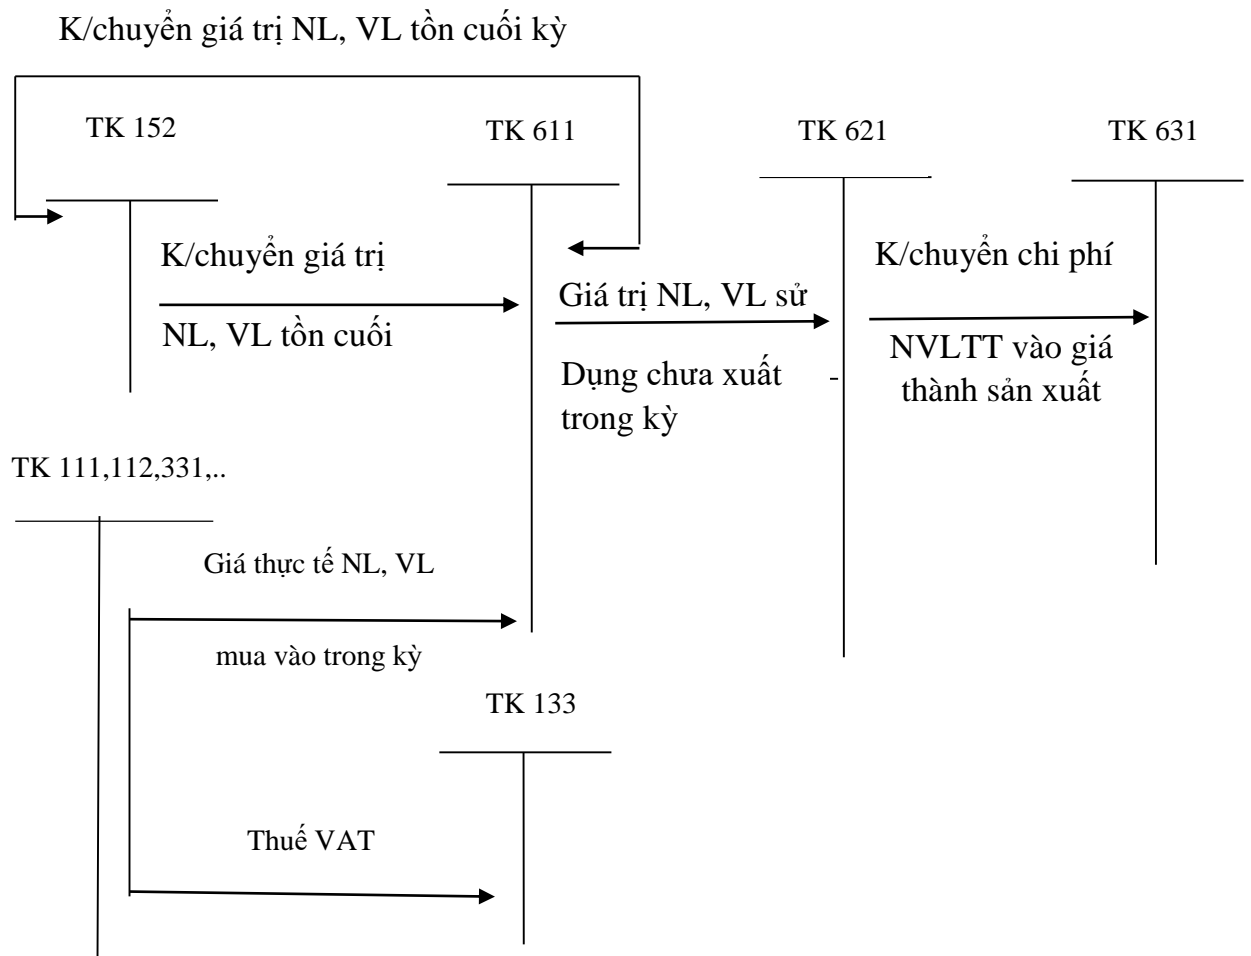 K/chuyển giá trị NL, VL tồn cuối kỳ
TK 152
TK 611
TK 621
TK 631
K/chuyển giá trị
NL, VL tồn cuối
Giá trị NL, VL sử
Dụng chưa xuất
trong kỳ
K/chuyển chi phí
NVLTT vào giá
thành sản xuất
TK 111,112,331,..
Giá thực tế NL, VL
mua vào trong kỳ
TK 133
Thuế VAT